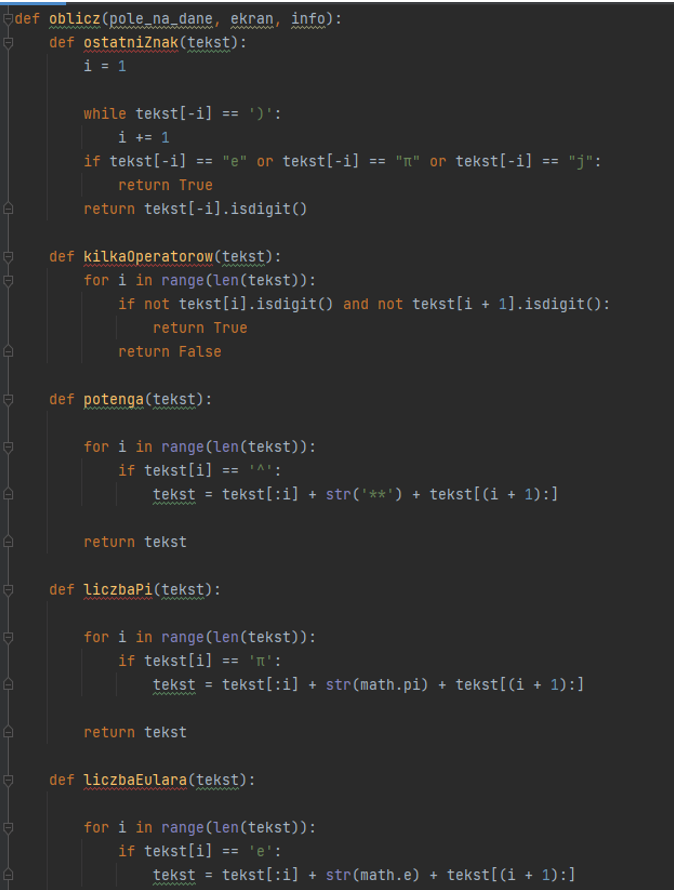 def oblicz(pole_na_dane, ekran, info):
    def ostatniZnak(tekst):
        i = 1
        while tekst[-i] == ')':
            i += 1
        if tekst[-i] == "e" or tekst[-i] == "π" or tekst[-i] == "j":
            return True
        return tekst[-i].isdigit()
    def kilkaOperatorow(tekst):
        for i in range(len(tekst)):
            if not tekst[i].isdigit() and not tekst[i + 1].isdigit():
                return True
            return False
    def potenga(tekst):
        for i in range(len(tekst)):
            if tekst[i] == '^':
                tekst = tekst[:i] + str('**') + tekst[(i + 1):]
        return tekst
    def liczbaPi(tekst):
        for i in range(len(tekst)):
            if tekst[i] == 'π':
                tekst = tekst[:i] + str(math.pi) + tekst[(i + 1):]
        return tekst
    def liczbaEulara(tekst):
        for i in range(len(tekst)):
            if tekst[i] == 'e':
                tekst = tekst[:i] + str(math.e) + tekst[(i + 1):]